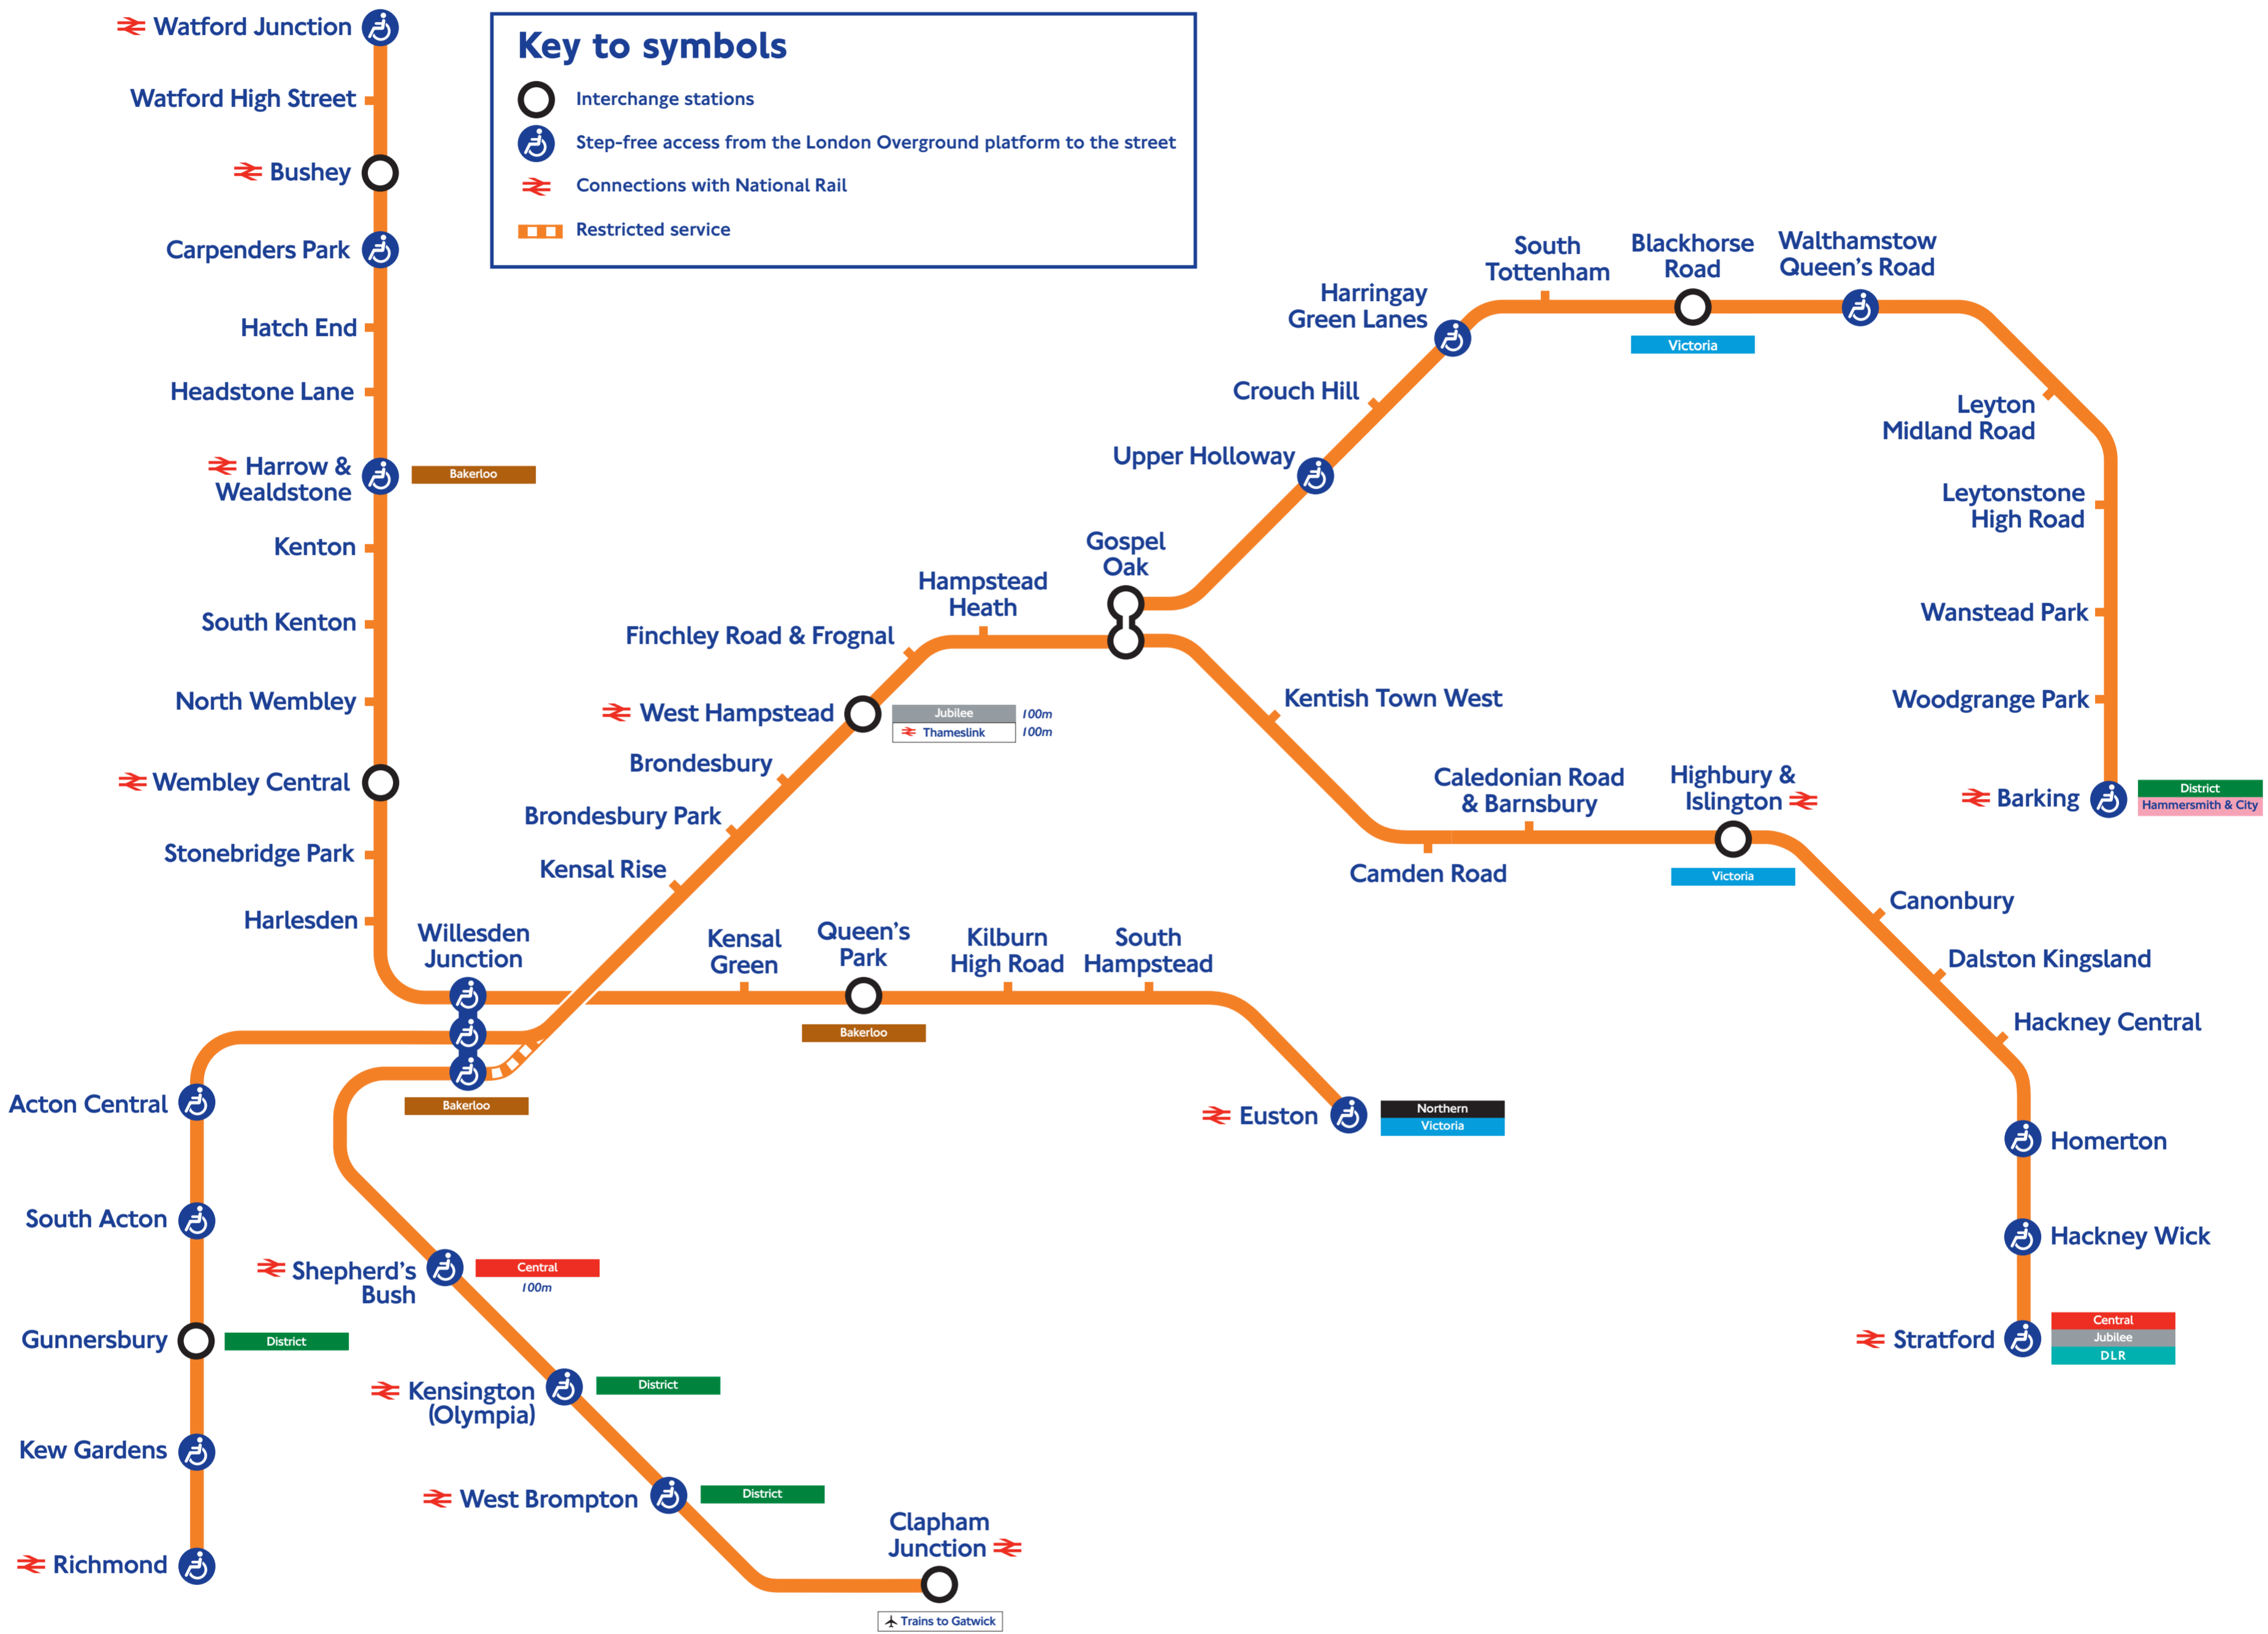 Key to symbols
Interchange stations
Step-free access from the London Overground platform to the street
Connections with National Rail
Restricted service
Watford Junction
Watford High Street
Bushey
Carpenders Park
Hatch End
Headstone Lane
Harrow &
Wealdstone
Bakerloo
Kenton
South Kenton
North Wembley
Wembley Central
Stonebridge Park
Harlesden
Willesden
Junction
Bakerloo
Kensal
Green
Queen's
Park
Bakerloo
Kilburn
High Road
South
Hampstead
Euston
Northern
Victoria
Acton Central
South Acton
Gunnersbury
District
Kew Gardens
Richmond
Shepherd's
Bush
Central
100m
Kensington
(Olympia)
District
West Brompton
District
Clapham
Junction
Trains to Gatwick
Kensal Rise
Brondesbury Park
Brondesbury
West Hampstead
Jubilee
100m
Thameslink
100m
Finchley Road & Frognal
Hampstead
Heath
Gospel
Oak
Upper Holloway
Crouch Hill
Harringay
Green Lanes
South
Tottenham
Blackhorse
Road
Victoria
Walthamstow
Queen's Road
Leyton
Midland Road
Leytonstone
High Road
Wanstead Park
Woodgrange Park
Barking
District
Hammersmith & City
Kentish Town West
Camden Road
Caledonian Road
& Barnsbury
Highbury &
Islington
Victoria
Canonbury
Dalston Kingsland
Hackney Central
Homerton
Hackney Wick
Stratford
Central
Jubilee
DLR